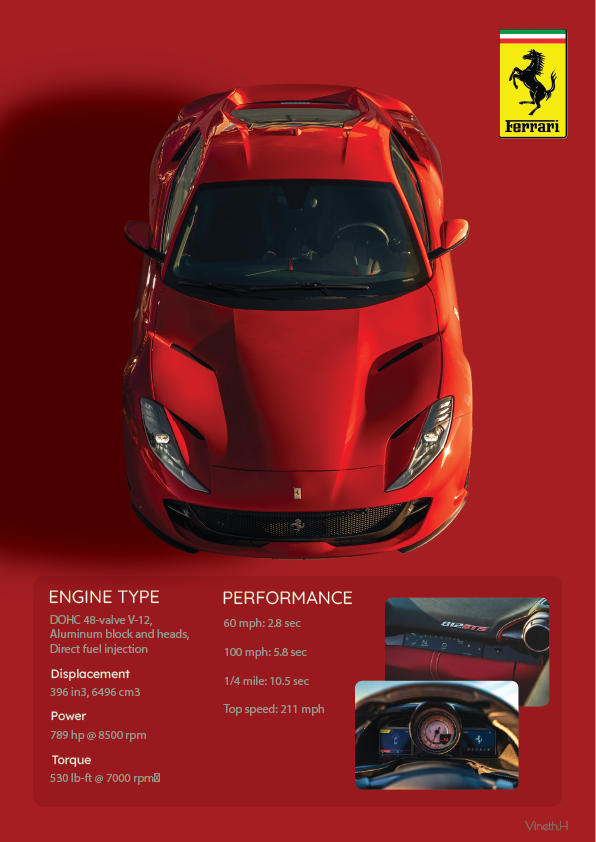 Ferrari
ENGINE TYPE
DOHC 48-valve V-12,
Aluminum block and heads,
Direct fuel injection
Displacement
396 in3, 6496 cm3
Power
789 hp @ 8500 rpm
Torque
530 lb-ft @ 7000 rpm
PERFORMANCE
60 mph: 2.8 sec
100 mph: 5.8 sec
1/4 mile: 10.5 sec
Top speed: 211 mph
812GTS
Vineth.H